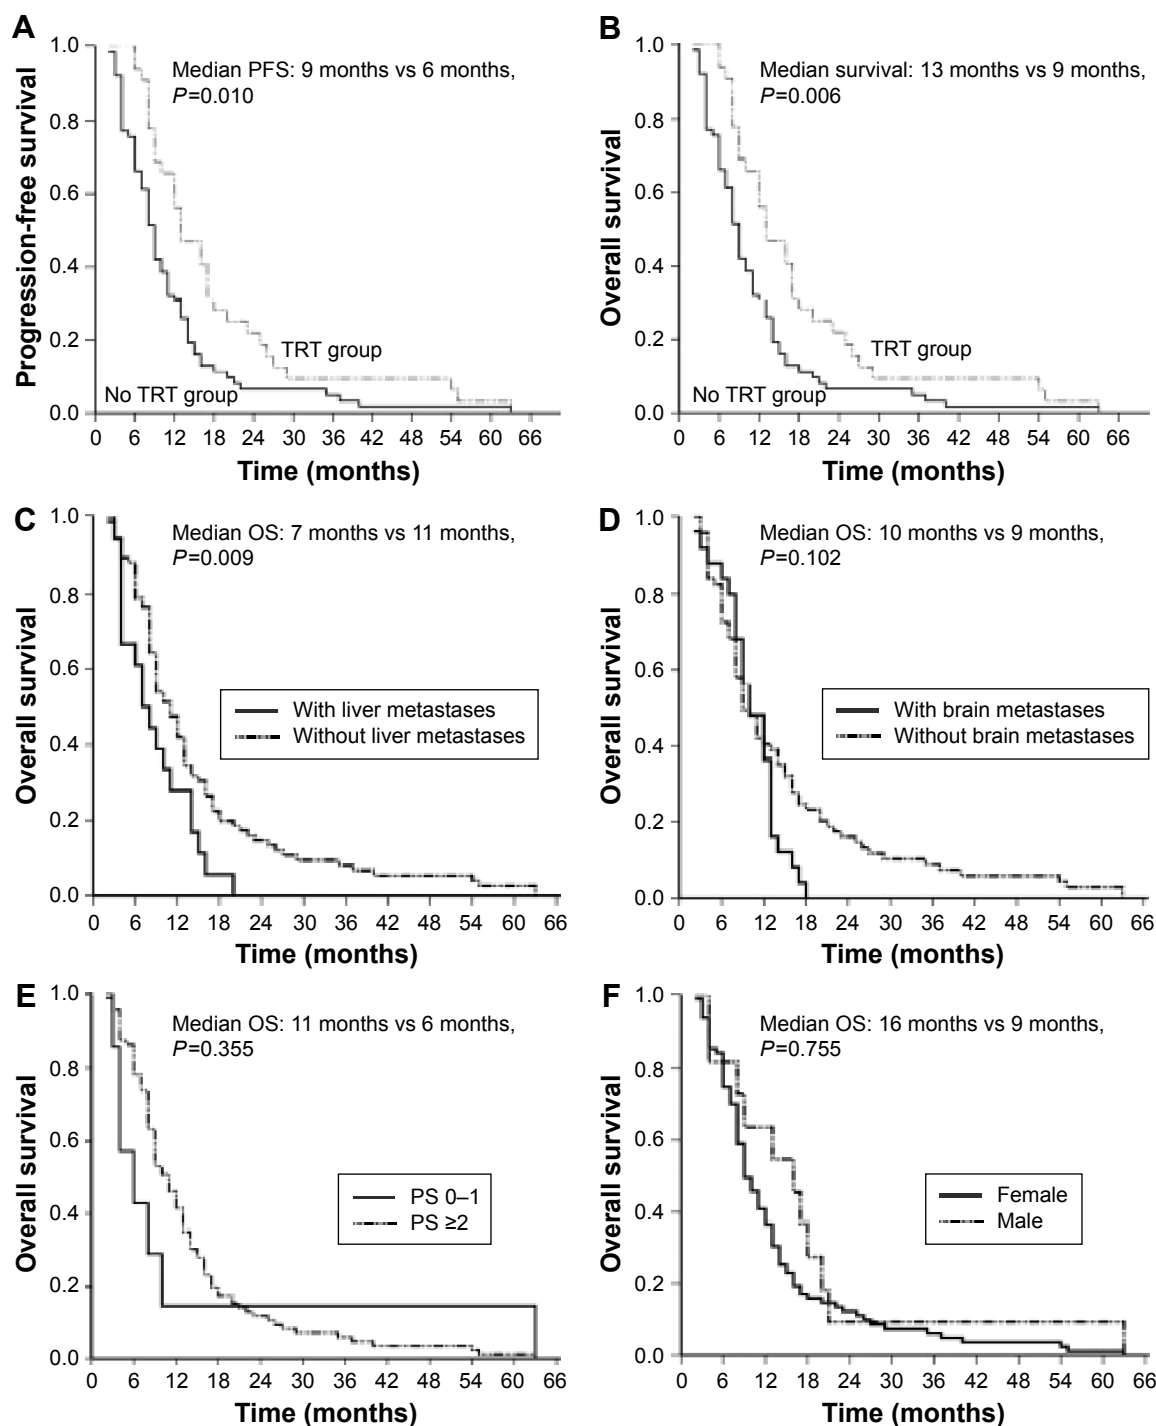 A
Median PFS: 9 months vs 6 months,
P=0.010
Progression-free survival
1.0
0.8
0.6
0.4
0.2
0.0
TRT group
No TRT group
0 6 12 18 24 30 36 42 48 54 60 66
Time (months)
B
Median survival: 13 months vs 9 months,
P=0.006
Overall survival
1.0
0.8
0.6
0.4
0.2
0.0
TRT group
No TRT group
0 6 12 18 24 30 36 42 48 54 60 66
Time (months)
C
Median OS: 7 months vs 11 months,
P=0.009
Overall survival
1.0
0.8
0.6
0.4
0.2
0.0
With liver metastases
Without liver metastases
0 6 12 18 24 30 36 42 48 54 60 66
Time (months)
D
Median OS: 10 months vs 9 months,
P=0.102
Overall survival
1.0
0.8
0.6
0.4
0.2
0.0
With brain metastases
Without brain metastases
0 6 12 18 24 30 36 42 48 54 60 66
Time (months)
E
Median OS: 11 months vs 6 months,
P=0.355
Overall survival
1.0
0.8
0.6
0.4
0.2
0.0
PS 0–1
PS ≥2
0 6 12 18 24 30 36 42 48 54 60 66
Time (months)
F
Median OS: 16 months vs 9 months,
P=0.755
Overall survival
1.0
0.8
0.6
0.4
0.2
0.0
Female
Male
0 6 12 18 24 30 36 42 48 54 60 66
Time (months)